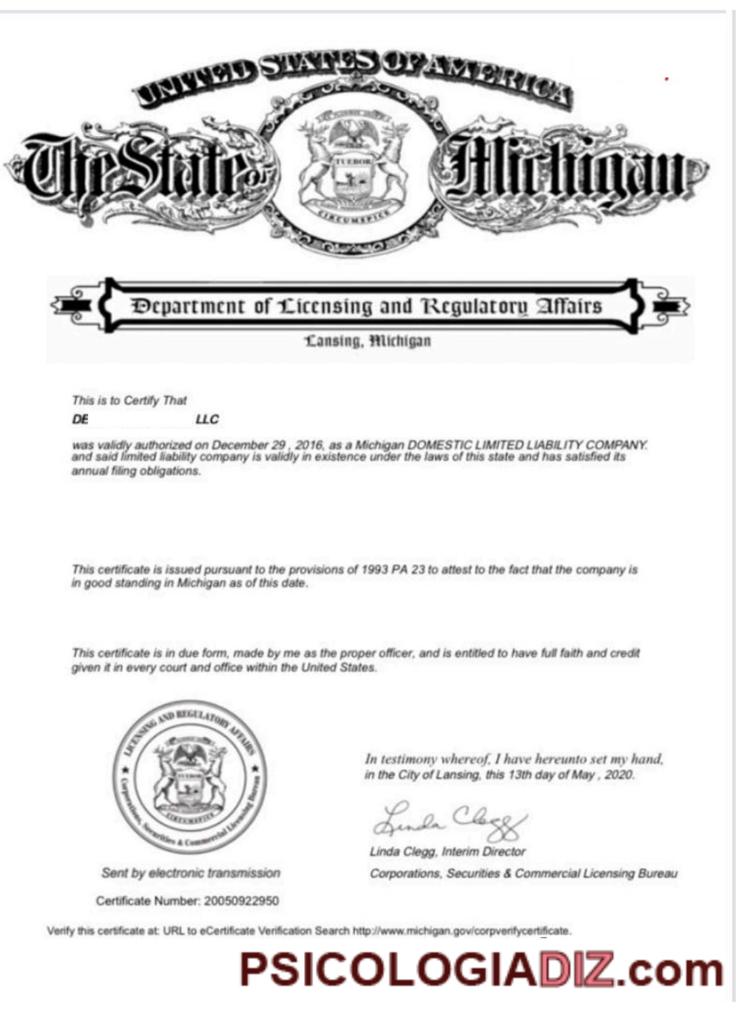 UNITED STATES OF AMERICA
The State of Michigan
TUEBOR
CIRCUMSPICE
Department of Licensing and Regulatory Affairs
Lansing, Michigan
This is to Certify That
DE LLC
was validly authorized on December 29 , 2016, as a Michigan DOMESTIC LIMITED LIABILITY COMPANY.
and said limited liability company is validly in existence under the laws of this state and has satisfied its
annual filing obligations.
This certificate is issued pursuant to the provisions of 1993 PA 23 to attest to the fact that the company is
in good standing in Michigan as of this date.
This certificate is in due form, made by me as the proper officer, and is entitled to have full faith and credit
given it in every court and office within the United States.
LICENSING AND REGULATORY AFFAIRS
Corporations, Securities & Commercial Licensing Bureau
TUEBOR
CIRCUMSPICE
In testimony whereof, I have hereunto set my hand,
in the City of Lansing, this 13th day of May , 2020.
Linda Clegg
Linda Clegg, Interim Director
Sent by electronic transmission
Corporations, Securities & Commercial Licensing Bureau
Certificate Number: 20050922950
Verify this certificate at: URL to eCertificate Verification Search http://www.michigan.gov/corpverifycertificate.
PSICOLOGIADIZ.com